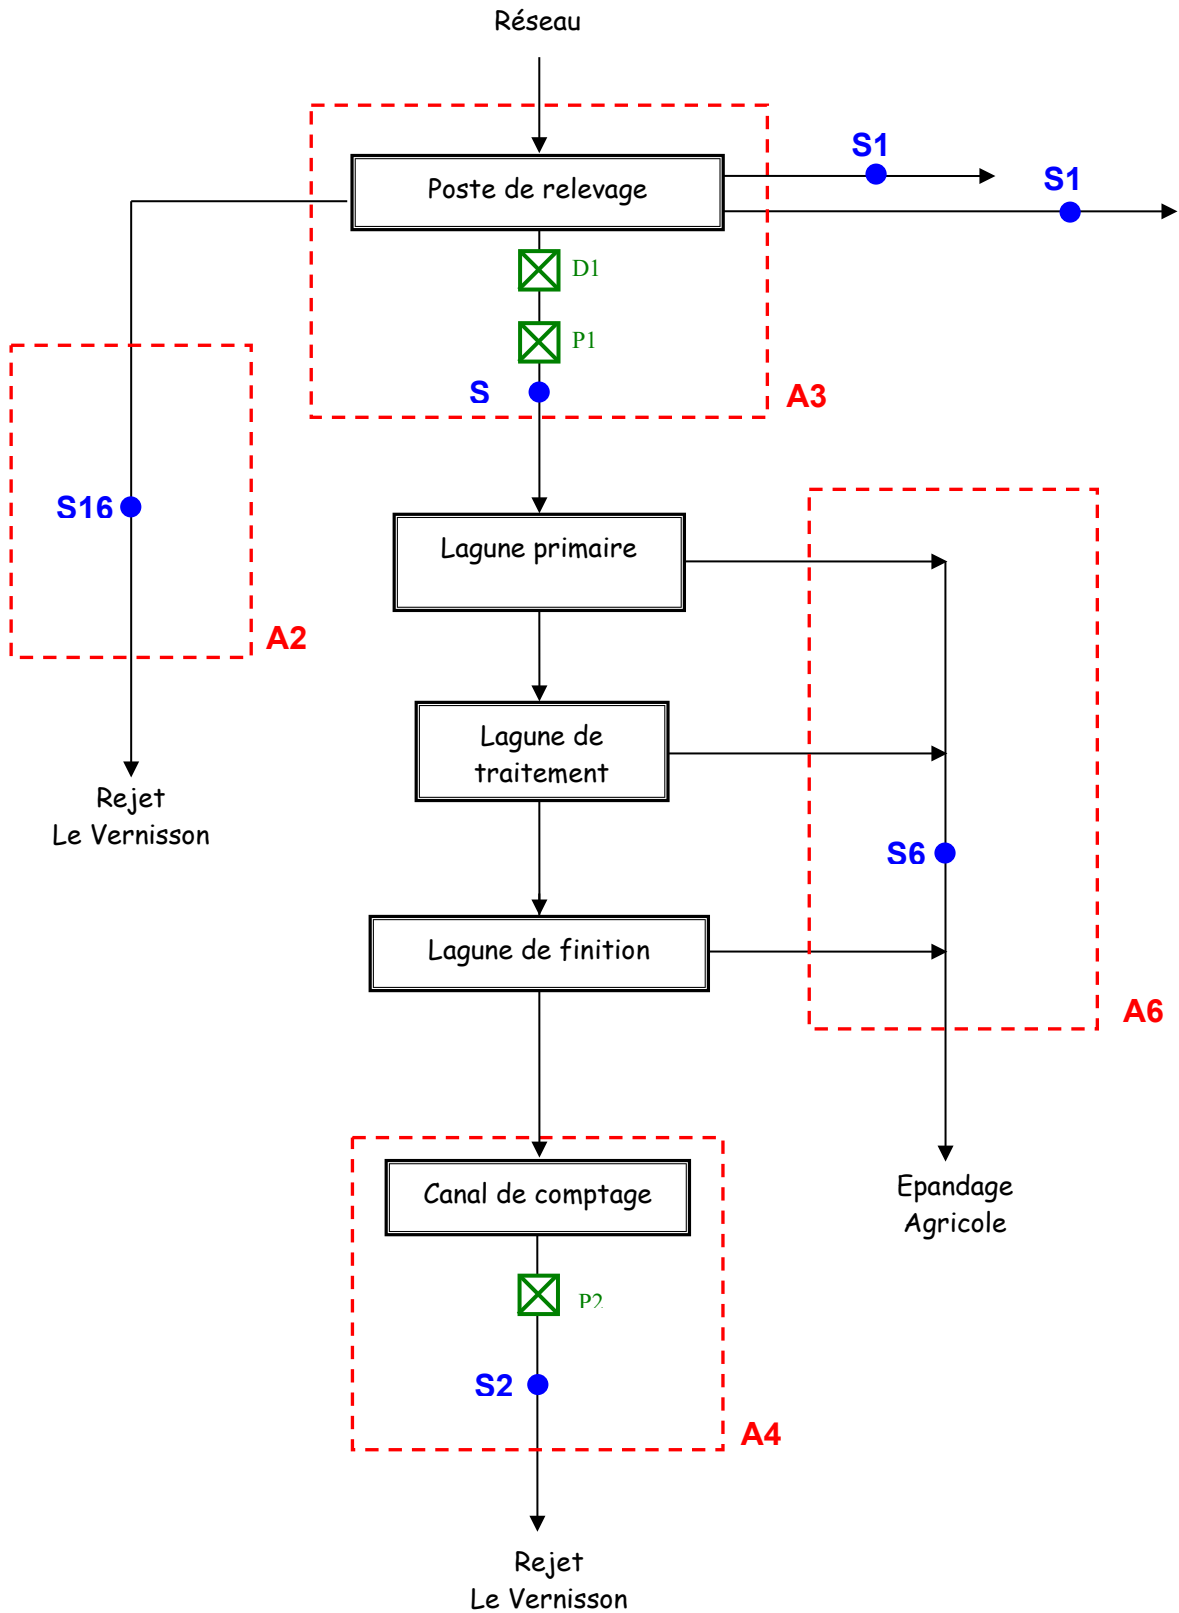 Réseau
S1
S1
Poste de relevage
D1
P1
S
A3
S16
A2
Lagune primaire
Lagune de
traitement
Rejet
Le Vernisson
S6
Lagune de finition
A6
Canal de comptage
Epandage
Agricole
P2
S2
A4
Rejet
Le Vernisson